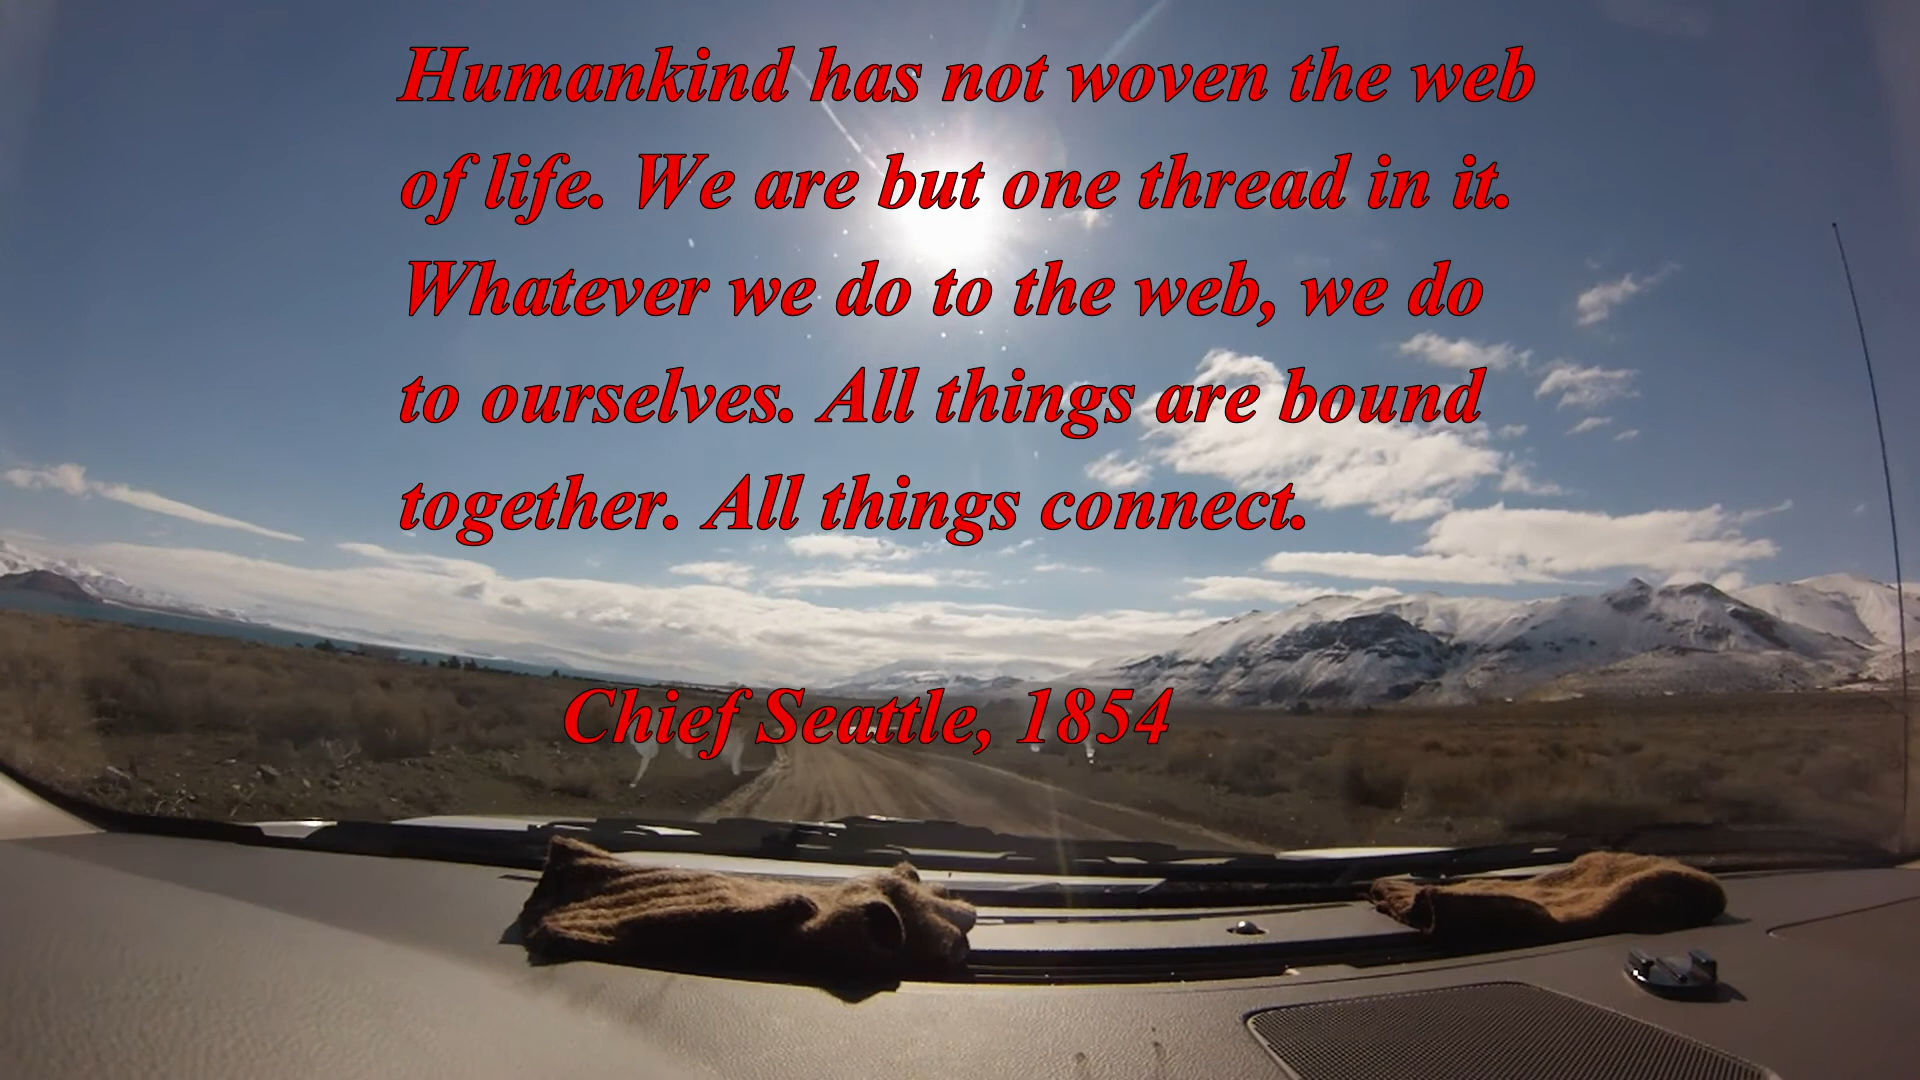 Humankind has not woven the web
of life. We are but one thread in it.
Whatever we do to the web, we do
to ourselves. All things are bound
together. All things connect.
Chief Seattle, 1854